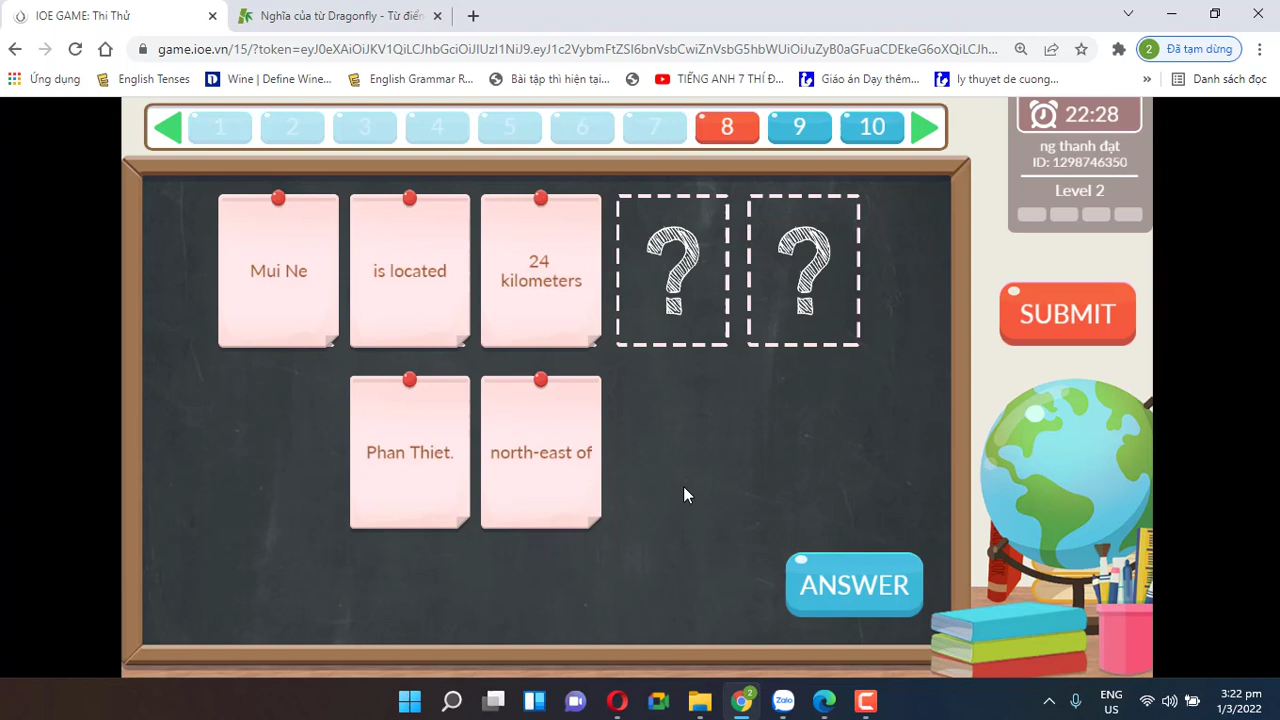 IOE GAME: Thi Thử
Nghĩa của từ Dragonfly - Từ điển
game.ioe.vn/15/?token=eyJ0eXAiOiJKV1QiLCJhbGciOiJIUzI1NiJ9.eyJ1c2VybmFtZSI6bnVsbCwiZnVsbG5hbWUiOiJuZyB0aGFuaCDEkeG6oXQiLCJh...
2
Đã tạm dừng
Ứng dụng
English Tenses
Wine | Define Wine...
English Grammar R...
Bài tập thì hiện tại...
TIẾNG ANH 7 THÍ Đ...
Giáo án Dạy thêm...
ly thuyet de cuong...
»
Danh sách đọc
1 2 3 4 5 6 7 8 9 10
22:28
ng thanh đạt
ID: 1298746350
Level 2
Mui Ne
is located
24
kilometers
?
?
SUBMIT
Phan Thiet.
north-east of
ANSWER
2
Zalo
ENG
US
3:22 pm
1/3/2022